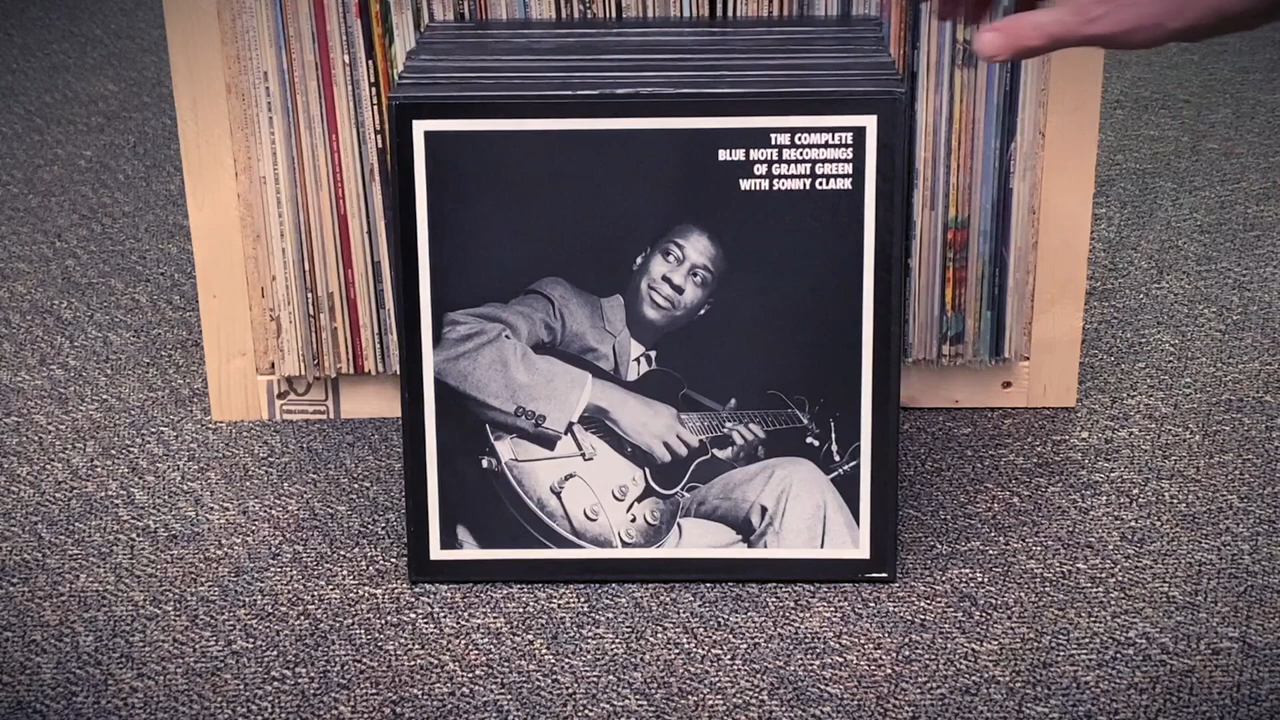 THE COMPLETE
BLUE NOTE RECORDINGS
OF GRANT GREEN
WITH SONNY CLARK